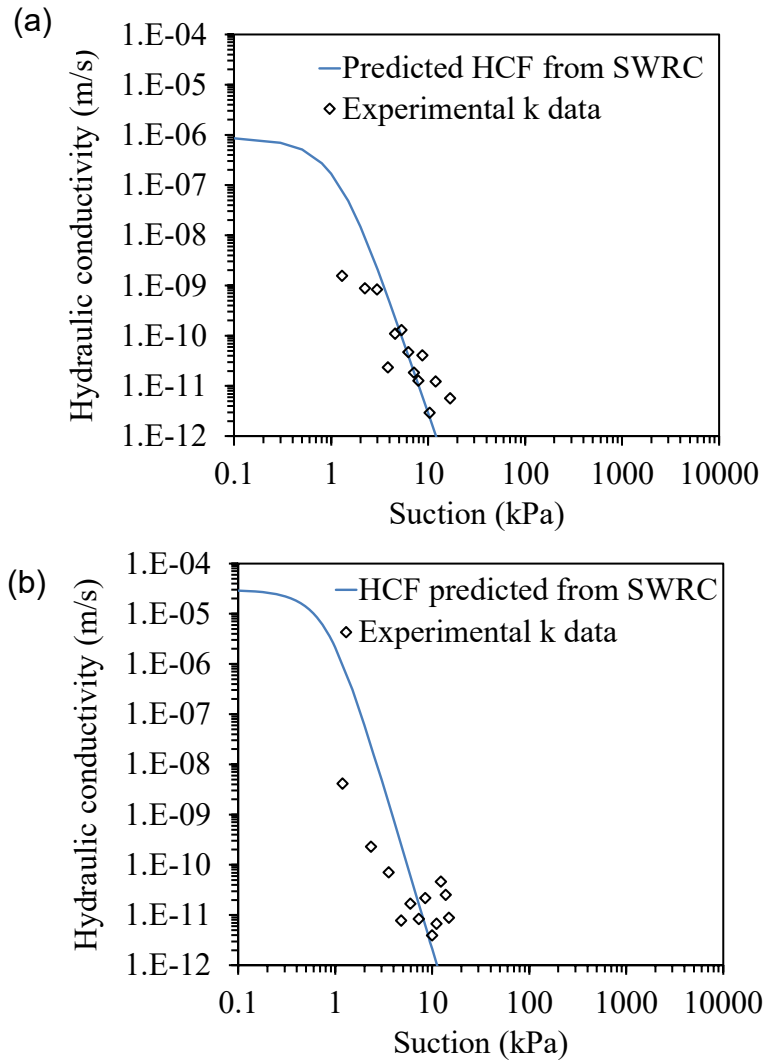 (a)
1.E-04
1.E-05
1.E-06
1.E-07
1.E-08
1.E-09
1.E-10
1.E-11
1.E-12
Hydraulic conductivity (m/s)
Predicted HCF from SWRC
Experimental k data
0.1 1 10 100 1000 10000
Suction (kPa)
(b)
1.E-04
1.E-05
1.E-06
1.E-07
1.E-08
1.E-09
1.E-10
1.E-11
1.E-12
Hydraulic conductivity (m/s)
HCF predicted from SWRC
Experimental k data
0.1 1 10 100 1000 10000
Suction (kPa)